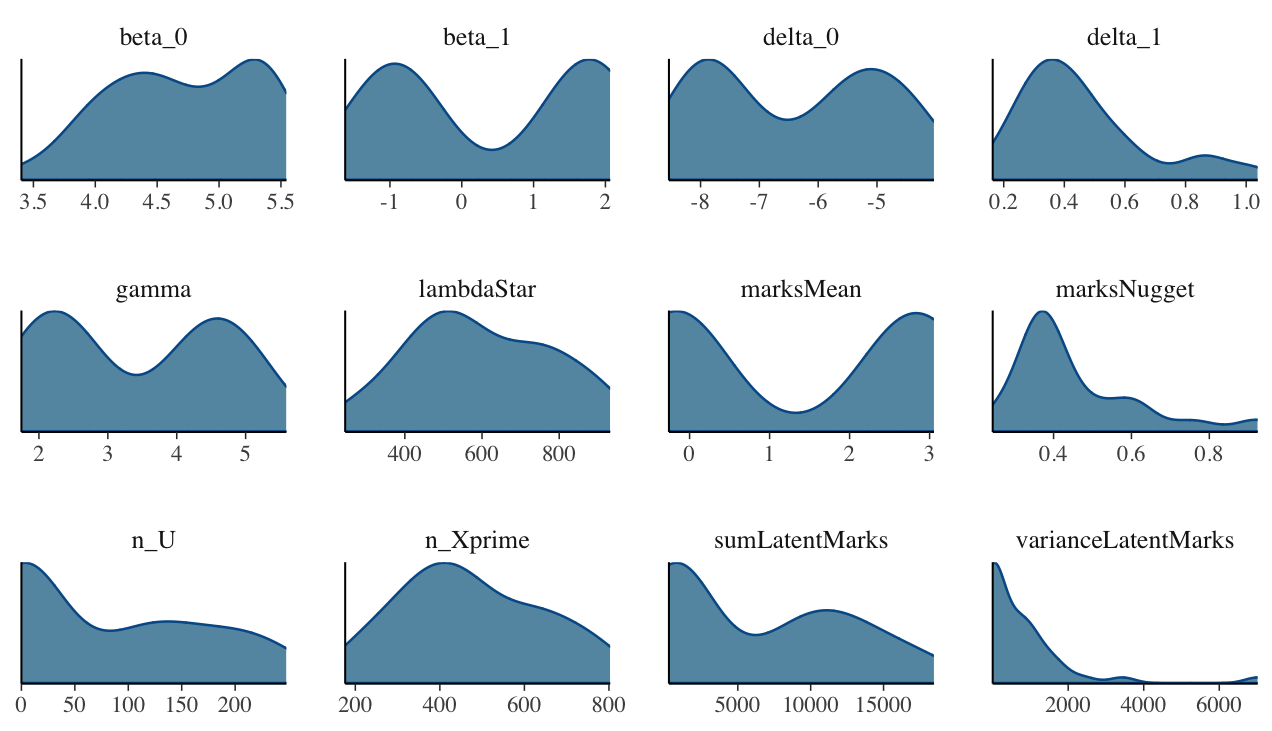 beta_0 beta_1 delta_0 delta_1
3.5 4.0 4.5 5.0 5.5 -1 0 1 2 -8 -7 -6 -5 0.2 0.4 0.6 0.8 1.0
gamma lambdaStar marksMean marksNugget
2 3 4 5 400 600 800 0 1 2 3 0.4 0.6 0.8
n_U n_Xprime sumLatentMarks varianceLatentMarks
0 50 100 150 200 200 400 600 800 5000 10000 15000 2000 4000 6000